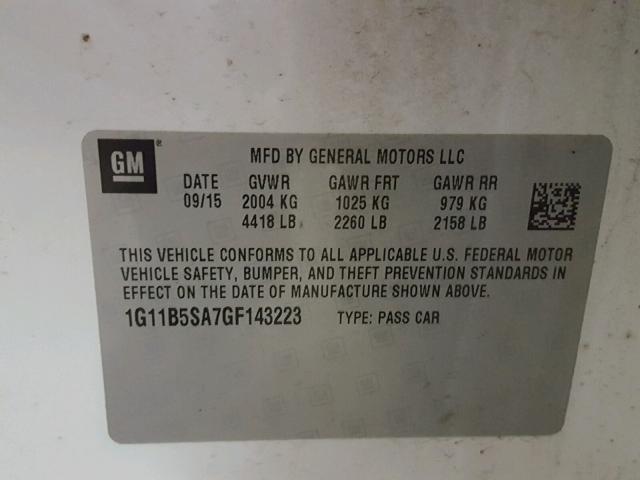 GM
MFD BY GENERAL MOTORS LLC
DATE GVWR GAWR FRT GAWR RR
09/15 2004 KG 1025 KG 979 KG
4418 LB 2260 LB 2158 LB
THIS VEHICLE CONFORMS TO ALL APPLICABLE U.S. FEDERAL MOTOR
VEHICLE SAFETY, BUMPER, AND THEFT PREVENTION STANDARDS IN
EFFECT ON THE DATE OF MANUFACTURE SHOWN ABOVE.
1G11B5SA7GF143223 TYPE: PASS CAR